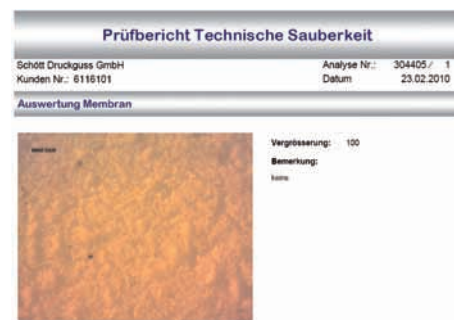 Prüfbericht Technische Sauberkeit
Schött Druckguss GmbH Analyse Nr.: 304405 / 1
Kunden Nr.: 6116101 Datum 23.02.2010
Auswertung Membran
Vergrösserung: 100
Bemerkung:
keine